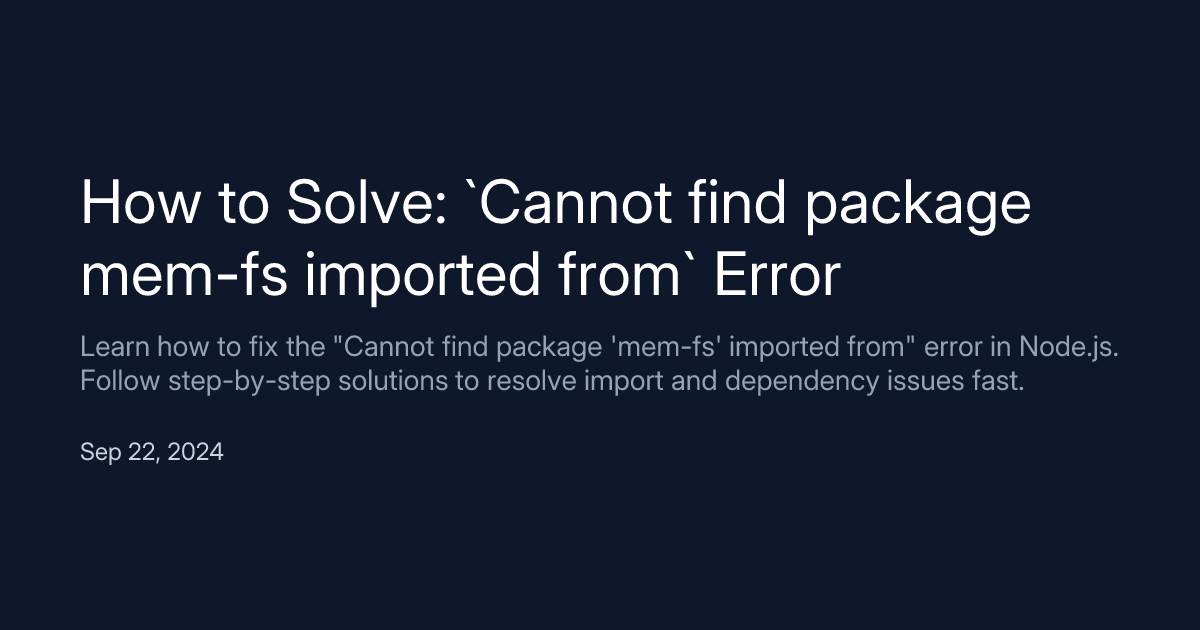 How to Solve: `Cannot find package
mem-fs imported from` Error
Learn how to fix the "Cannot find package 'mem-fs' imported from" error in Node.js.
Follow step-by-step solutions to resolve import and dependency issues fast.
Sep 22, 2024